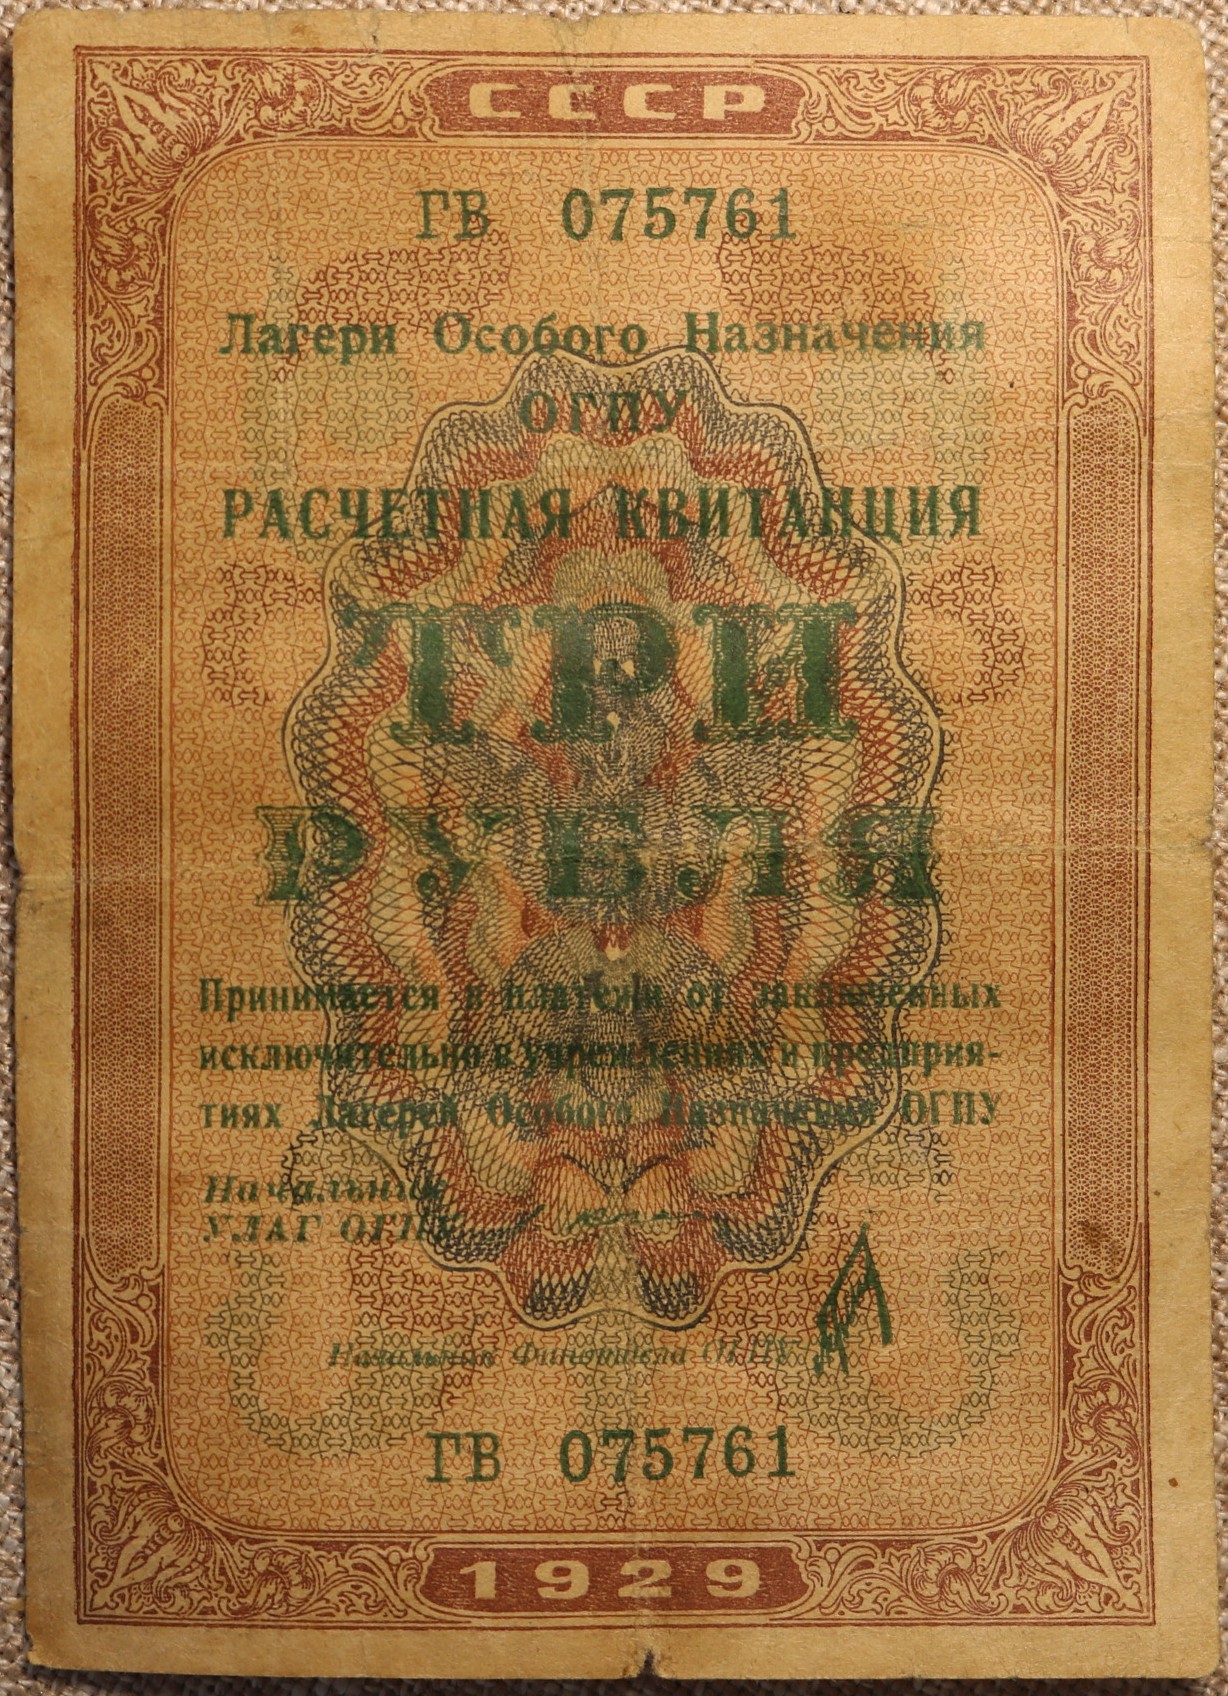 СССР
ГВ 075761
Лагери Особого Назначения
ОГПУ
РАСЧЕТНАЯ КВИТАНЦИЯ
ТРИ
РУБЛЯ
Принимается в платежи от заключенных
исключительно в учреждениях и предприя-
тиях Лагерей Особого Назначения ОГПУ
Начальник
УЛАГ ОГПУ
Начальник Финотдела ОГПУ
ГВ 075761
1929